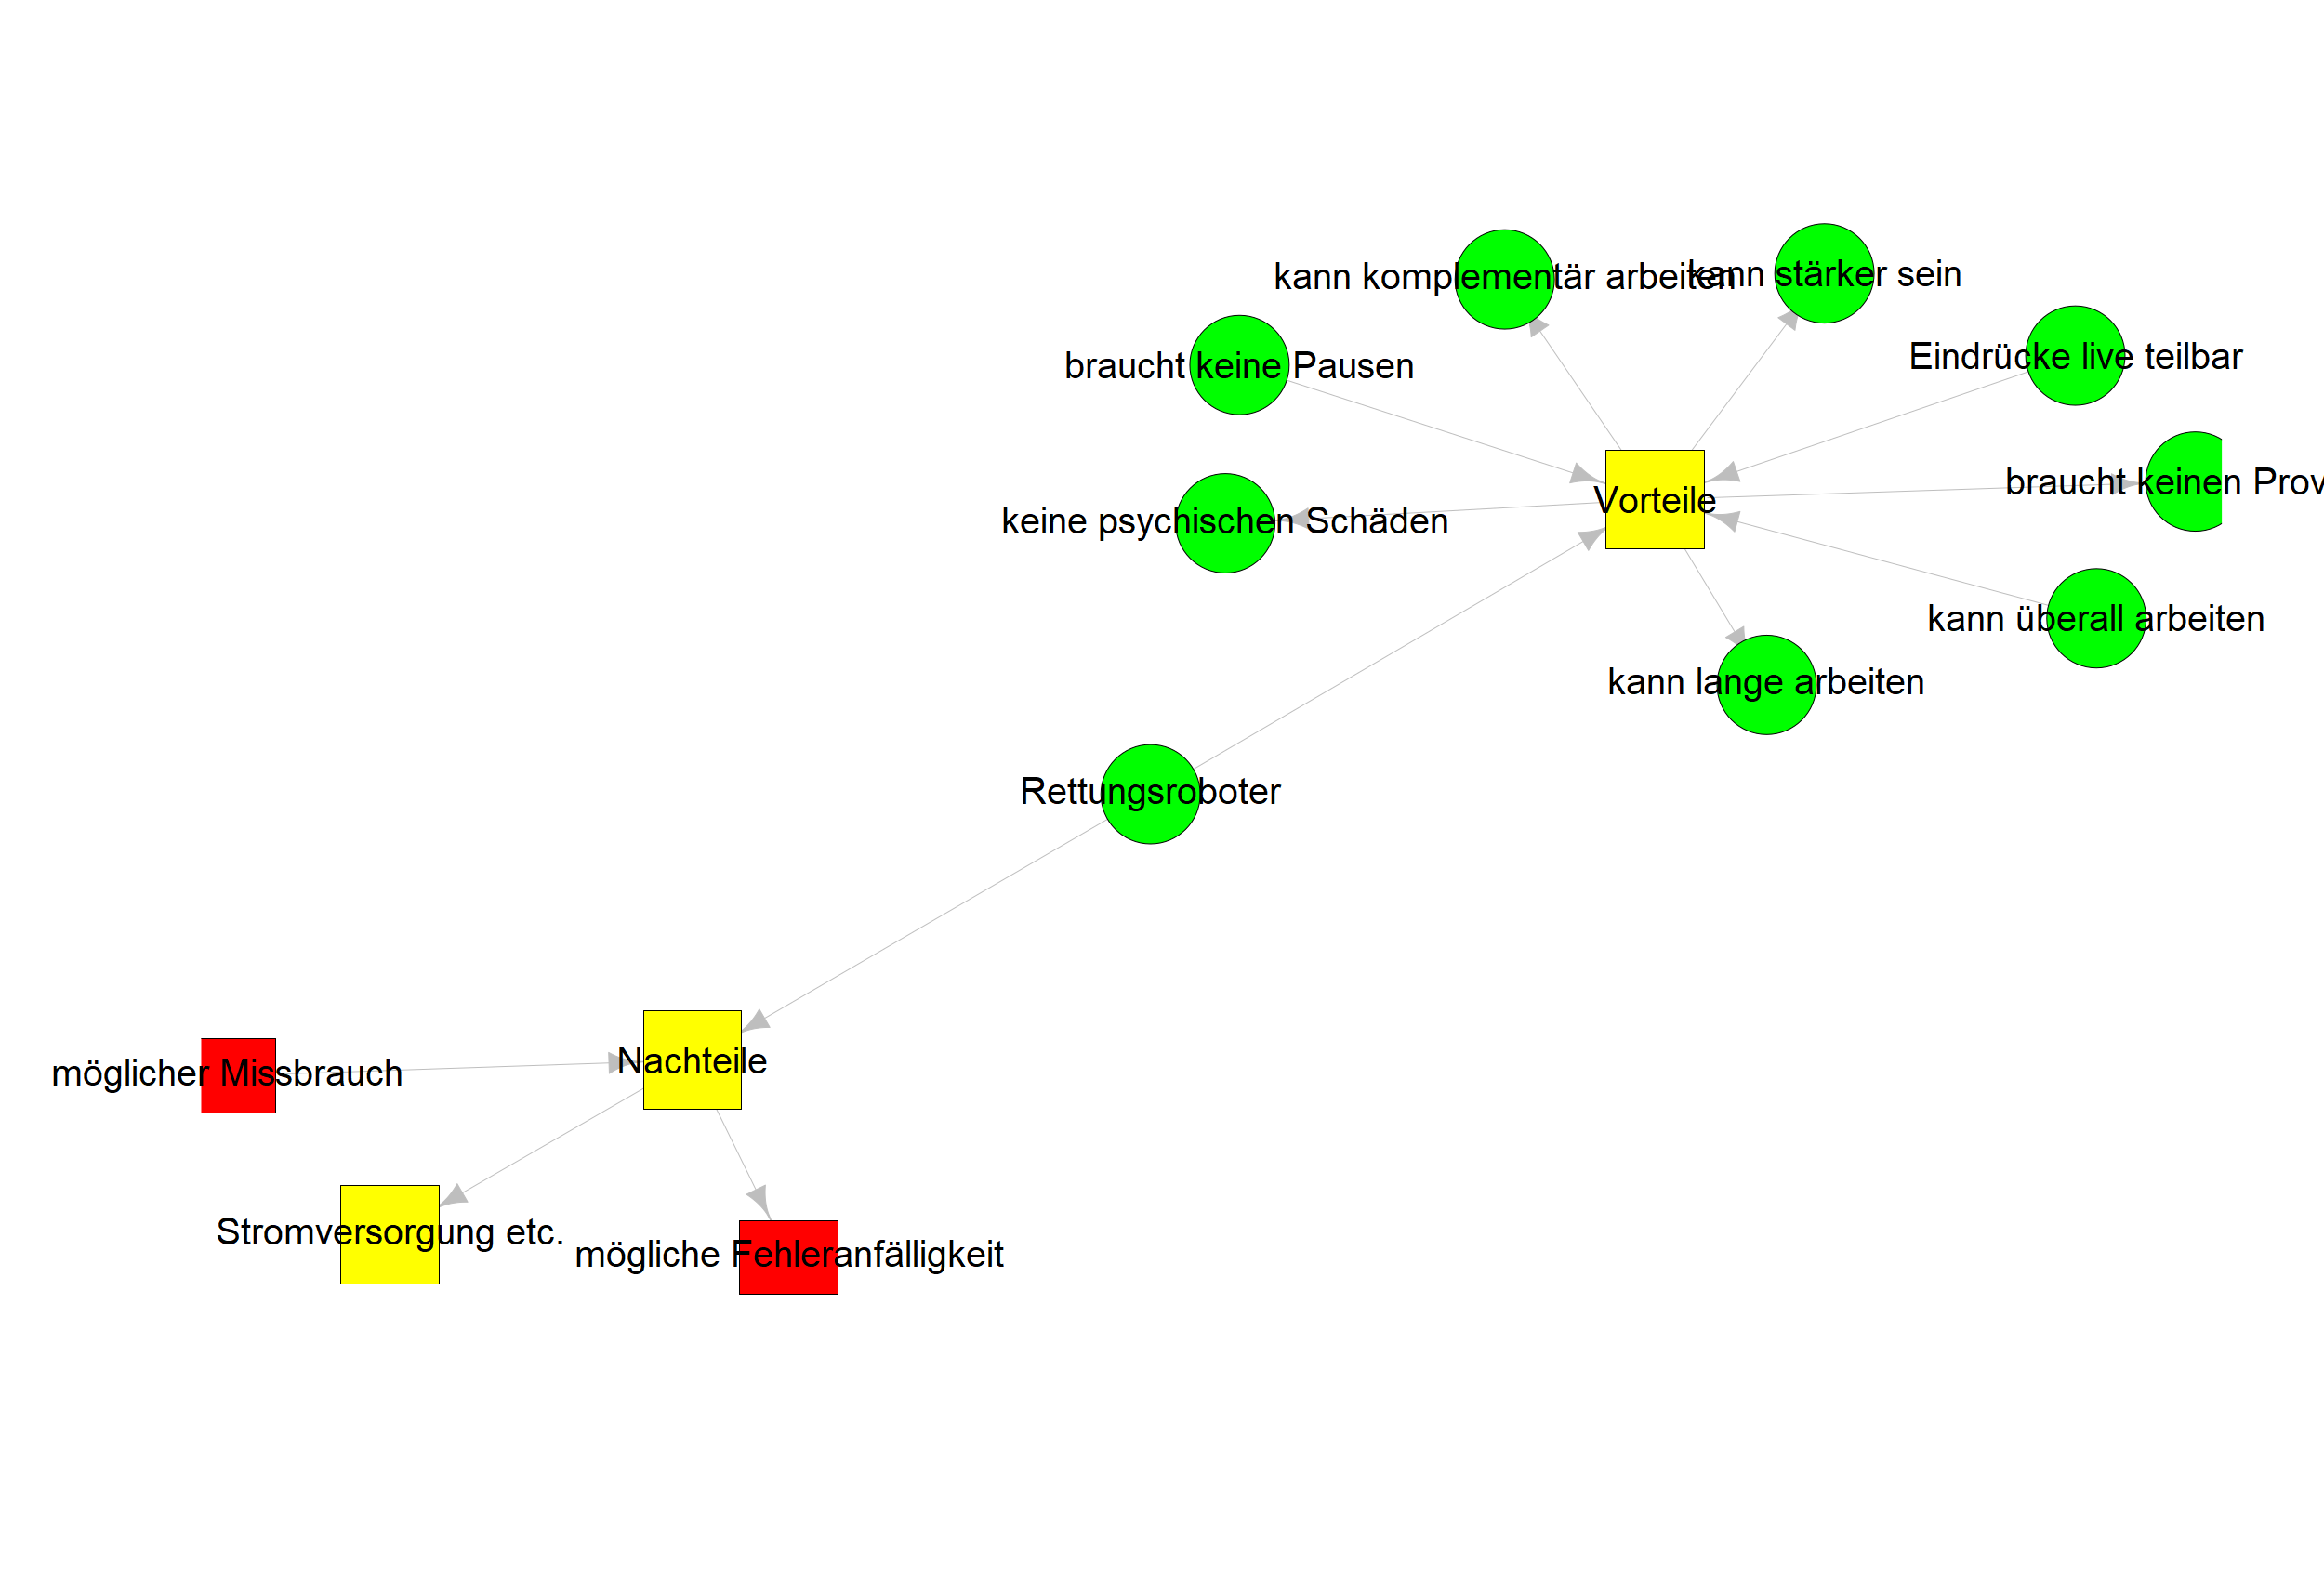 kann komplementär arbeiten
kann stärker sein
braucht keine Pausen
Eindrücke live teilbar
braucht keinen
Vorteile
keine psychischen Schäden
kann überall arbeiten
kann lange arbeiten
Rettungsroboter
Nachteile
möglicher Missbrauch
Stromversorgung etc.
mögliche Fehleranfälligkeit